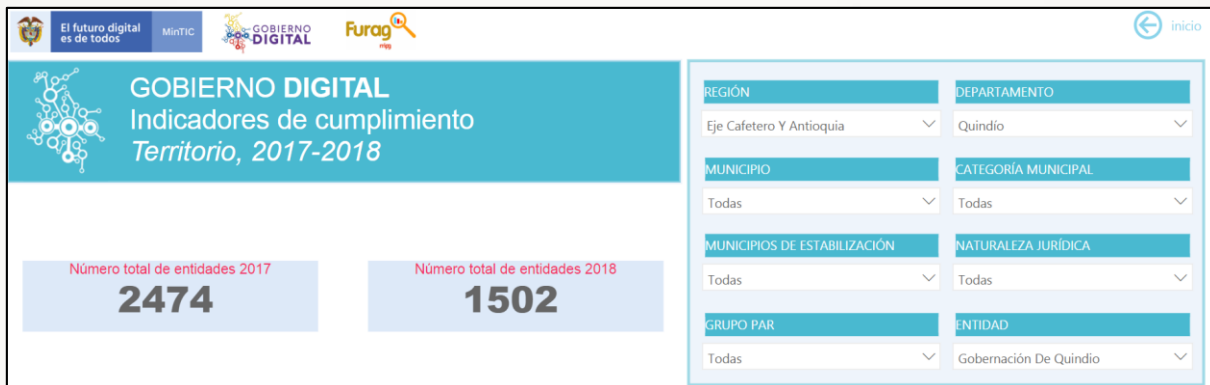 El futuro digital
es de todos
MinTIC
GOBIERNO
DIGITAL
Furag
mipg
inicio
GOBIERNO DIGITAL
Indicadores de cumplimiento
Territorio, 2017-2018
Número total de entidades 2017
2474
Número total de entidades 2018
1502
REGIÓN
DEPARTAMENTO
Eje Cafetero Y Antioquia
Quindío
MUNICIPIO
CATEGORÍA MUNICIPAL
Todas
Todas
MUNICIPIOS DE ESTABILIZACIÓN
NATURALEZA JURÍDICA
Todas
Todas
GRUPO PAR
ENTIDAD
Todas
Gobernación De Quindio